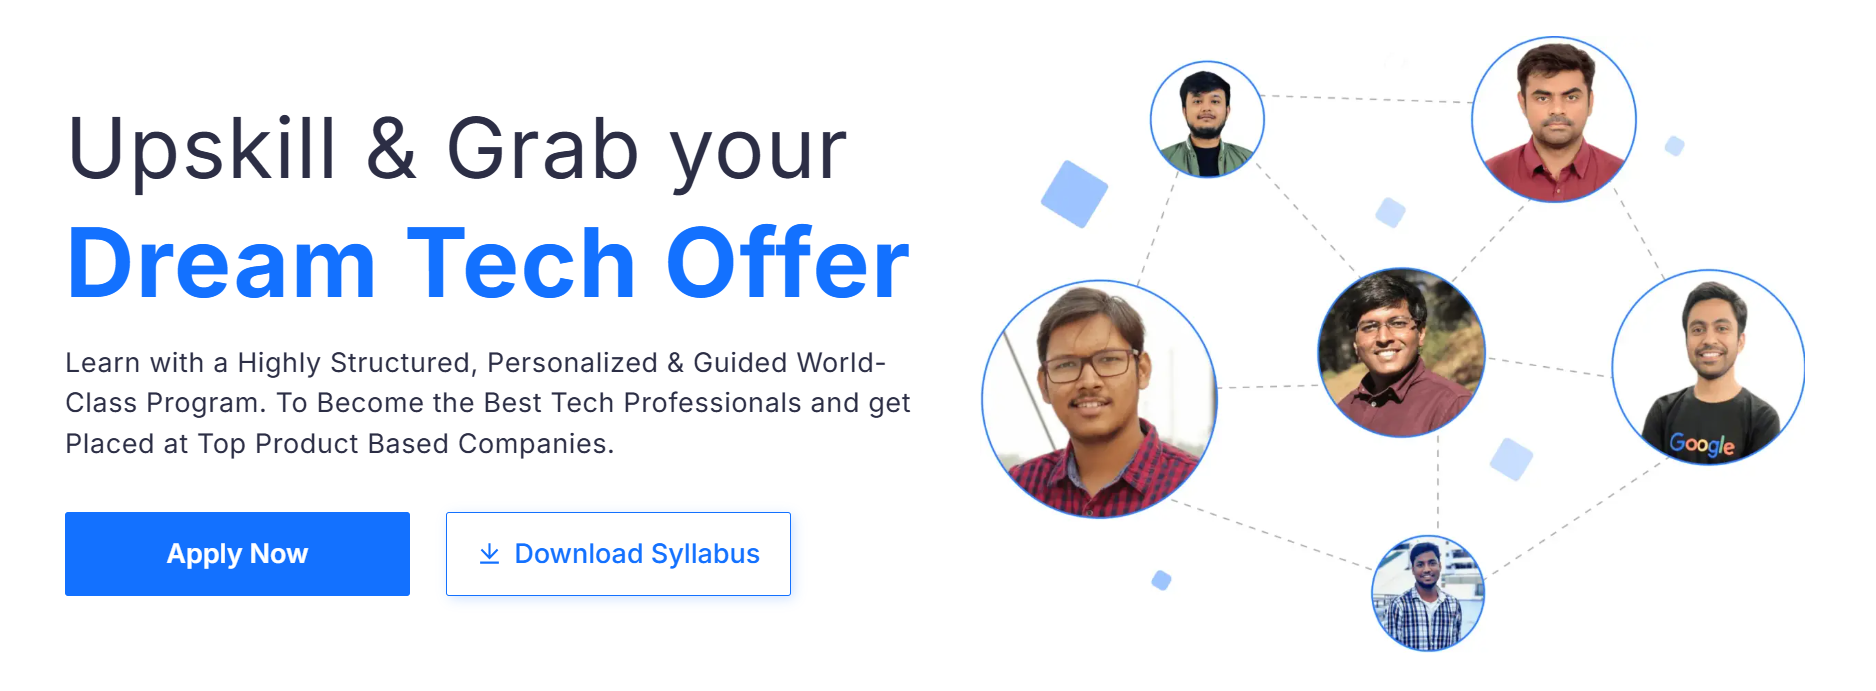 Upskill & Grab your
Dream Tech Offer
Learn with a Highly Structured, Personalized & Guided World-
Class Program. To Become the Best Tech Professionals and get
Placed at Top Product Based Companies.
Apply Now
Download Syllabus
Google